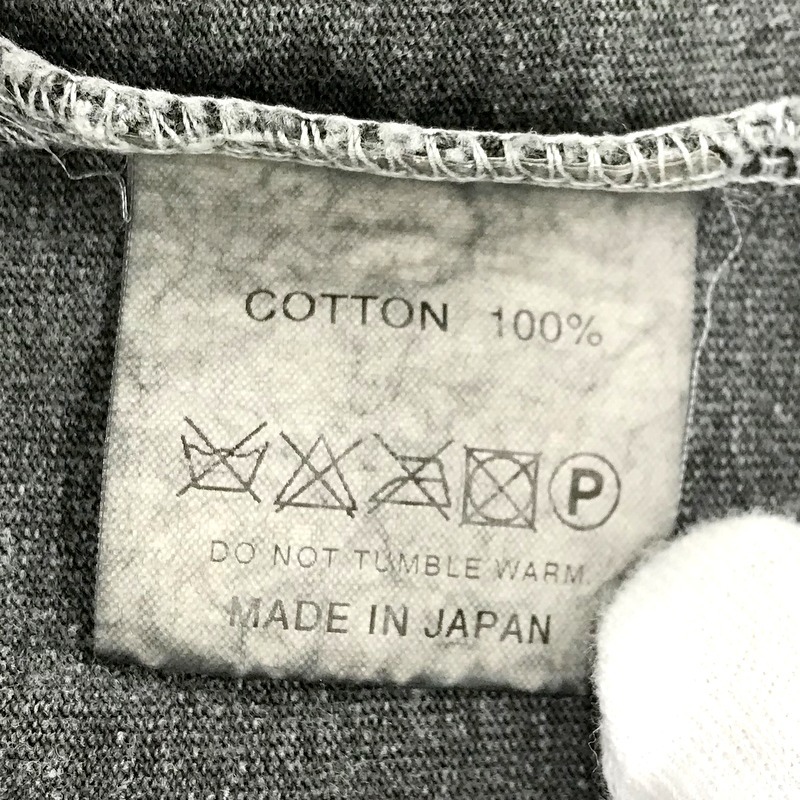 COTTON 100%
P
DO NOT TUMBLE WARM.
MADE IN JAPAN